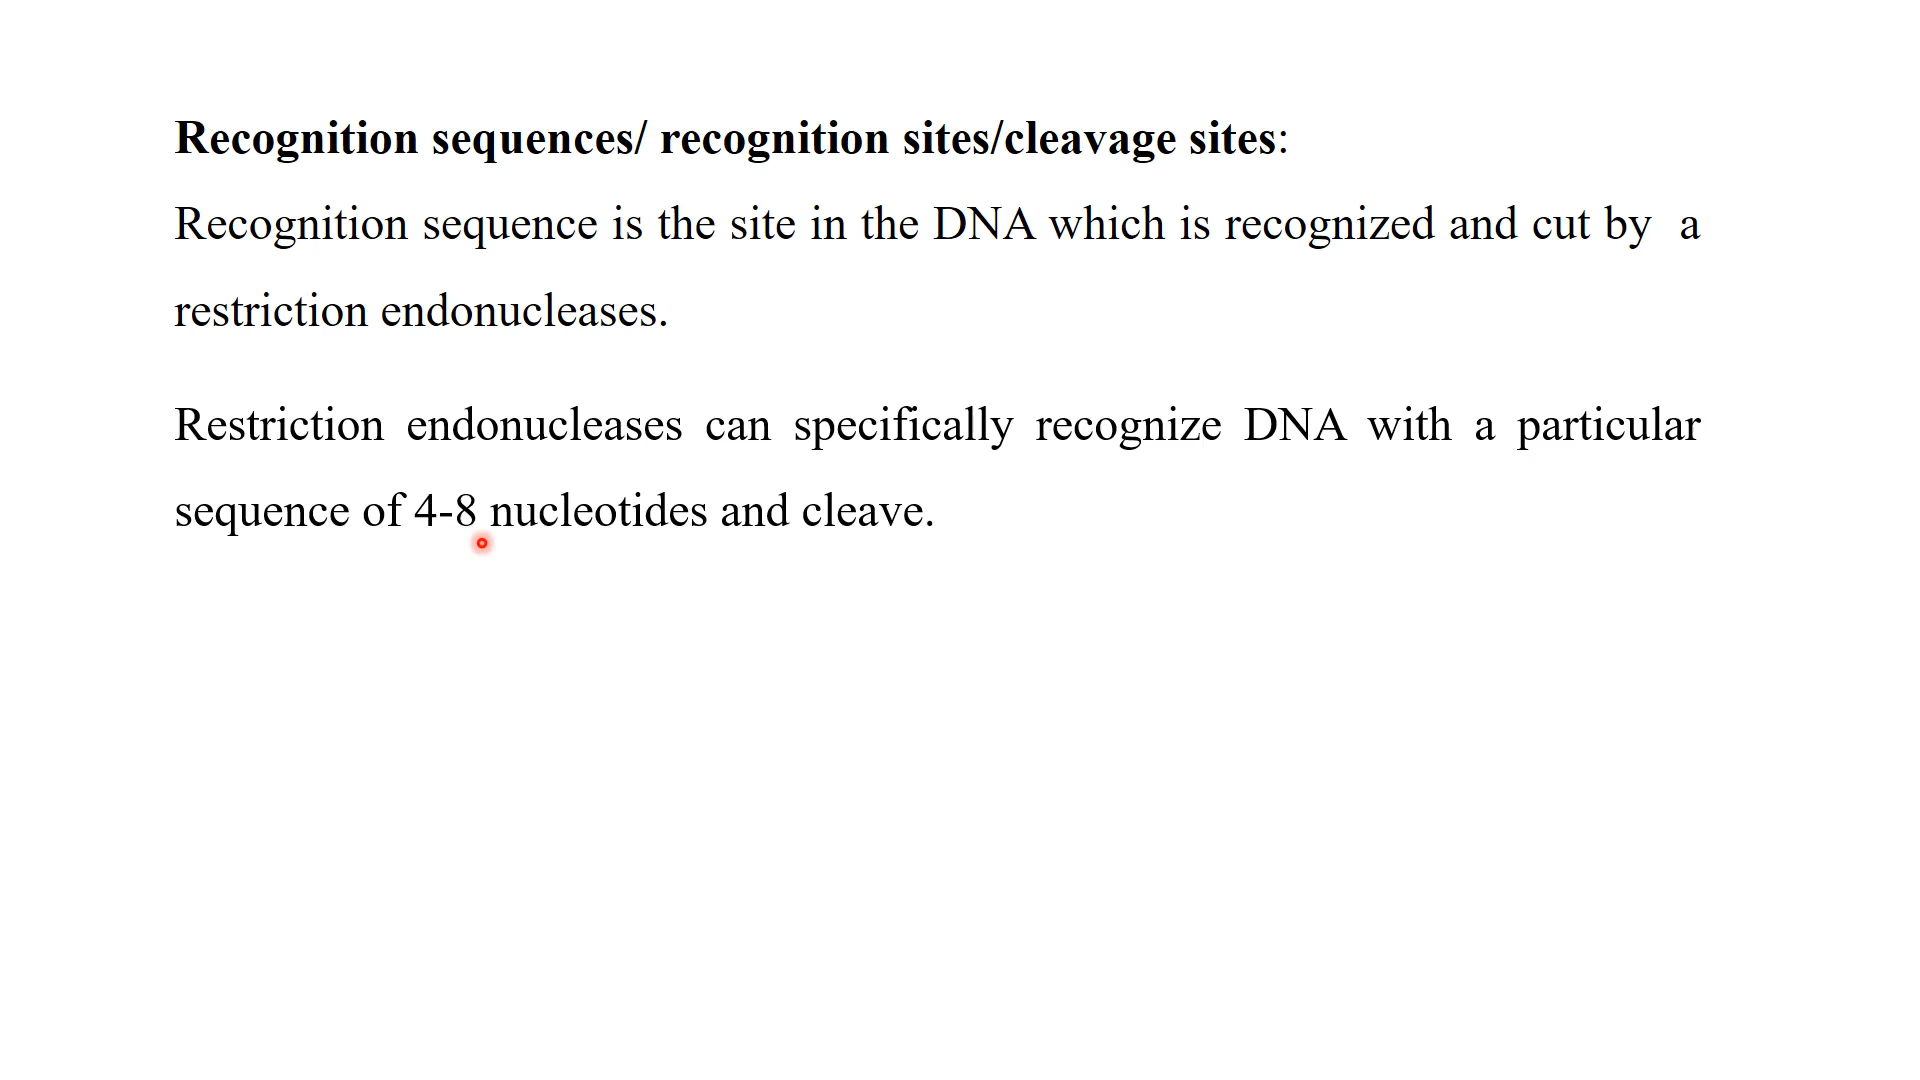 Recognition sequences/ recognition sites/cleavage sites:
Recognition sequence is the site in the DNA which is recognized and cut by  a
restriction endonucleases.
Restriction endonucleases can specifically recognize DNA with a particular
sequence of 4-8 nucleotides and cleave.